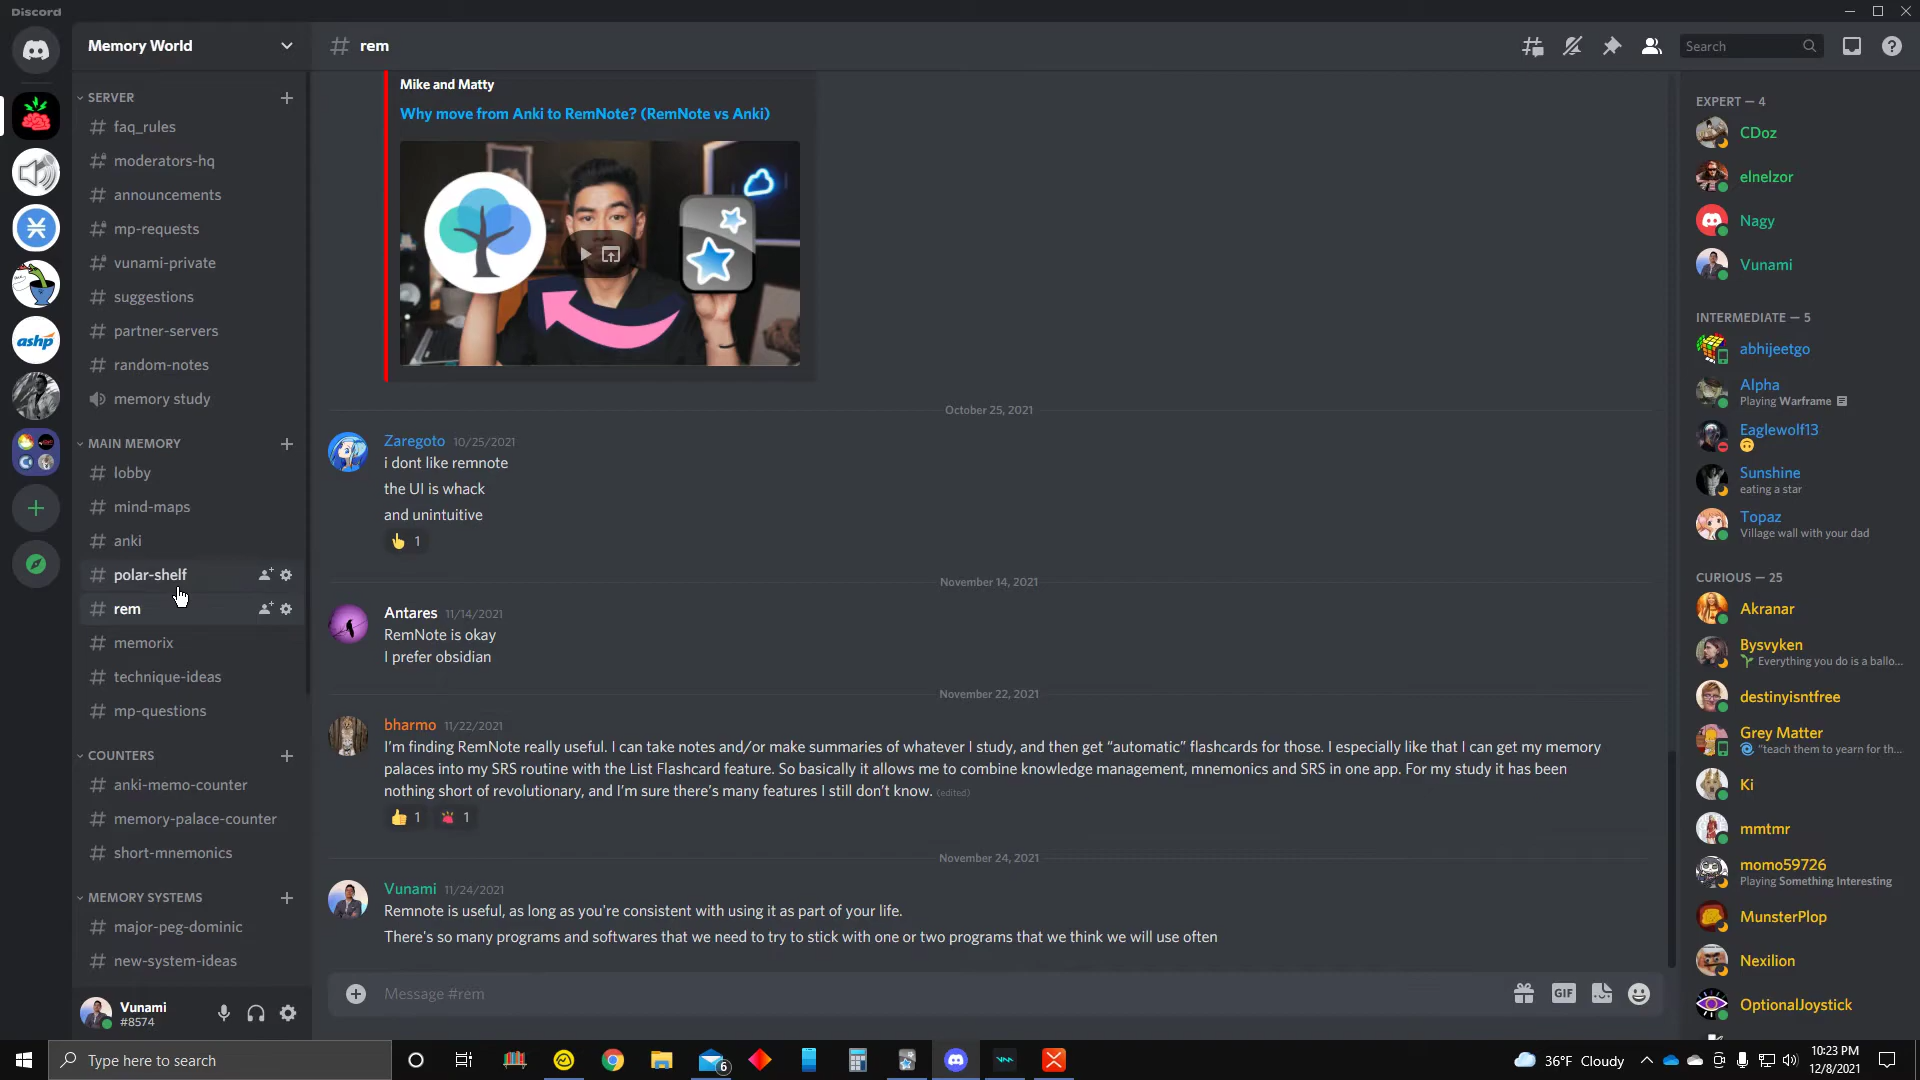 Discord
Memory World
rem
Search
SERVER
faq_rules
moderators-hq
announcements
mp-requests
vunami-private
suggestions
partner-servers
random-notes
memory study
MAIN MEMORY
lobby
mind-maps
anki
polar-shelf
rem
memorix
technique-ideas
mp-questions
COUNTERS
anki-memo-counter
memory-palace-counter
short-mnemonics
MEMORY SYSTEMS
major-peg-dominic
new-system-ideas
Vunami
#8574
ashp
Mike and Matty
Why move from Anki to RemNote? (RemNote vs Anki)
October 25, 2021
Zaregoto 10/25/2021
i dont like remnote
the UI is whack
and unintuitive
1
November 14, 2021
Antares 11/14/2021
RemNote is okay
I prefer obsidian
November 22, 2021
bharmo 11/22/2021
I'm finding RemNote really useful. I can take notes and/or make summaries of whatever I study, and then get “automatic” flashcards for those. I especially like that I can get my memory
palaces into my SRS routine with the List Flashcard feature. So basically it allows me to combine knowledge management, mnemonics and SRS in one app. For my study it has been
nothing short of revolutionary, and I'm sure there's many features I still don't know. (edited)
1 1
November 24, 2021
Vunami 11/24/2021
Remnote is useful, as long as you're consistent with using it as part of your life.
There's so many programs and softwares that we need to try to stick with one or two programs that we think we will use often
Message #rem
GIF
EXPERT — 4
CDoz
elnelzor
Nagy
Vunami
INTERMEDIATE — 5
abhijeetgo
Alpha
Playing Warframe
Eaglewolf13
Sunshine
eating a star
Topaz
Village wall with your dad
CURIOUS — 25
Akranar
Bysvyken
Everything you do is a ballo...
destinyisntfree
Grey Matter
"teach them to yearn for th...
Ki
mmtmr
momo59726
Playing Something Interesting
MunsterPlop
Nexilion
OptionalJoystick
Type here to search
6
36°F Cloudy
10:23 PM
12/8/2021